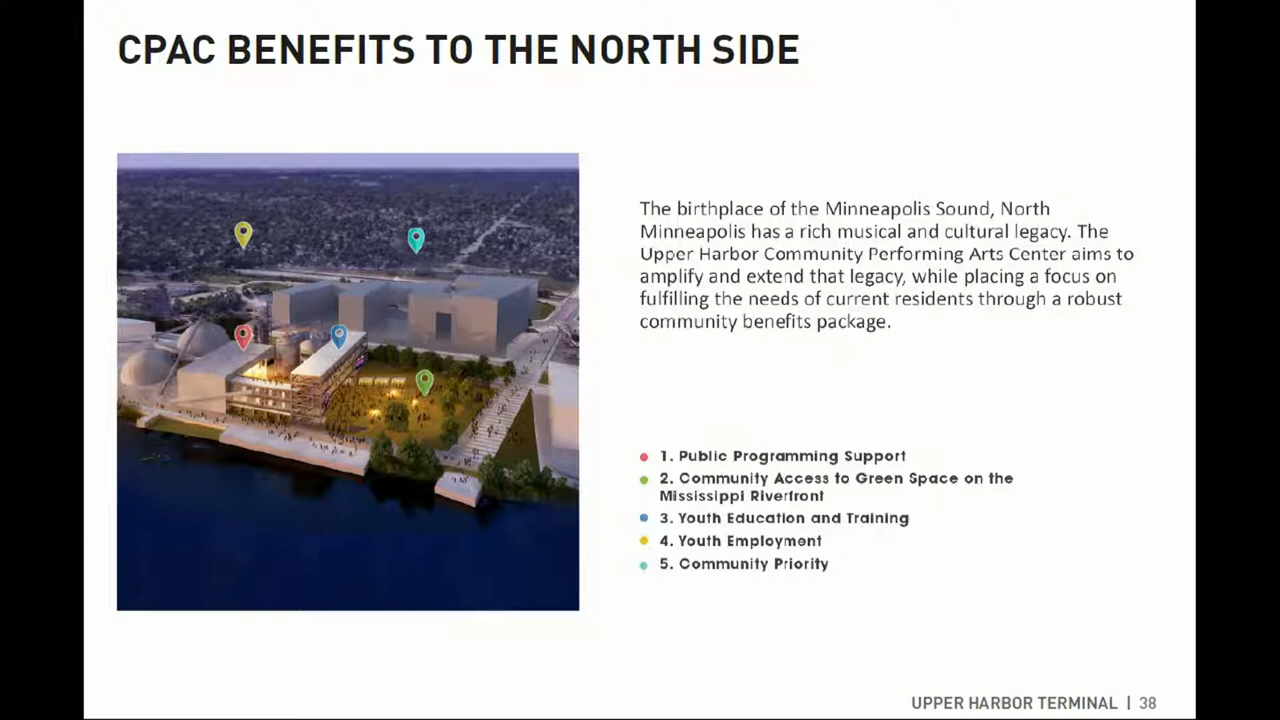 CPAC BENEFITS TO THE NORTH SIDE
The birthplace of the Minneapolis Sound, North
Minneapolis has a rich musical and cultural legacy. The
Upper Harbor Community Performing Arts Center aims to
amplify and extend that legacy, while placing a focus on
fulfilling the needs of current residents through a robust
community benefits package.
1. Public Programming Support
2. Community Access to Green Space on the
Mississippi Riverfront
3. Youth Education and Training
4. Youth Employment
5. Community Priority
UPPER HARBOR TERMINAL | 38